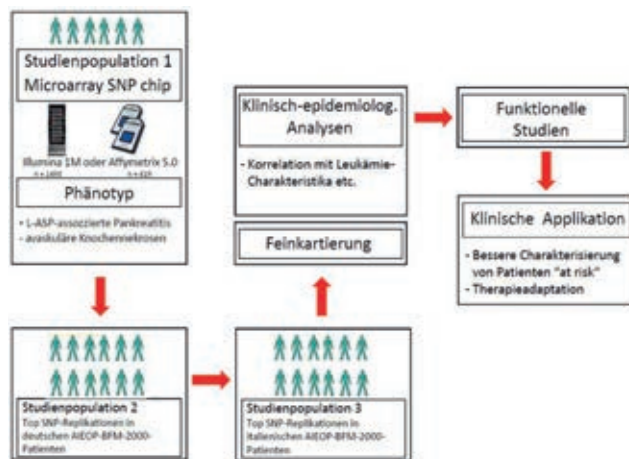 Studienpopulation 1
Microarray SNP chip
Illumina 1M oder Affymetrix 5.0
Phänotyp
• L-ASP-assoziierte Pankreatitis
- avaskuläre Knochennekrosen
Studienpopulation 2
Top SNP-Replikationen in
deutschen AIEOP-BFM-2000-
Patienten
Studienpopulation 3
Top SNP-Replikationen in
italienischen AIEOP-BFM-2000-
Patienten
Feinkartierung
Klinisch-epidemiolog.
Analysen
- Korrelation mit Leukämie-
Charakteristika etc.
Funktionelle
Studien
Klinische Applikation
- Bessere Charakterisierung
von Patienten "at risk"
- Therapieadaptation